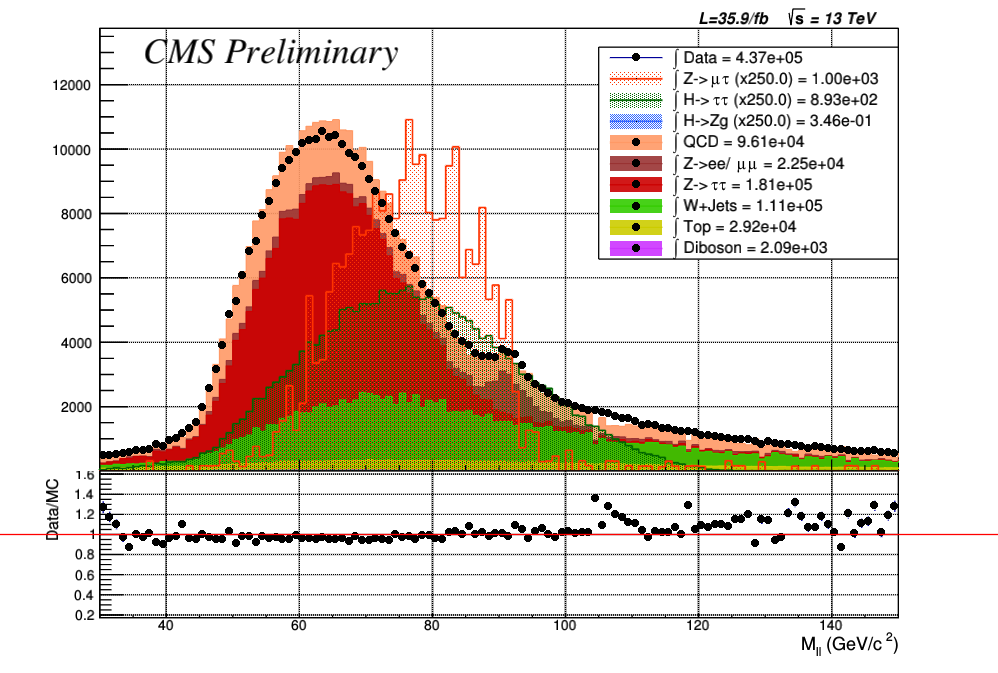 L=35.9/fb √s = 13 TeV
CMS Preliminary
∫ Data = 4.37e+05
∫ Z->μτ (x250.0) = 1.00e+03
∫ H->ττ (x250.0) = 8.93e+02
∫ H->Zg (x250.0) = 3.46e-01
∫ QCD = 9.61e+04
∫ Z->ee/ μμ = 2.25e+04
∫ Z->ττ = 1.81e+05
∫ W+Jets = 1.11e+05
∫ Top = 2.92e+04
∫ Diboson = 2.09e+03
12000
10000
8000
6000
4000
2000
Data/MC
1.6
1.4
1.2
1
0.8
0.6
0.4
0.2
40 60 80 100 120 140
M_ll (GeV/c²)